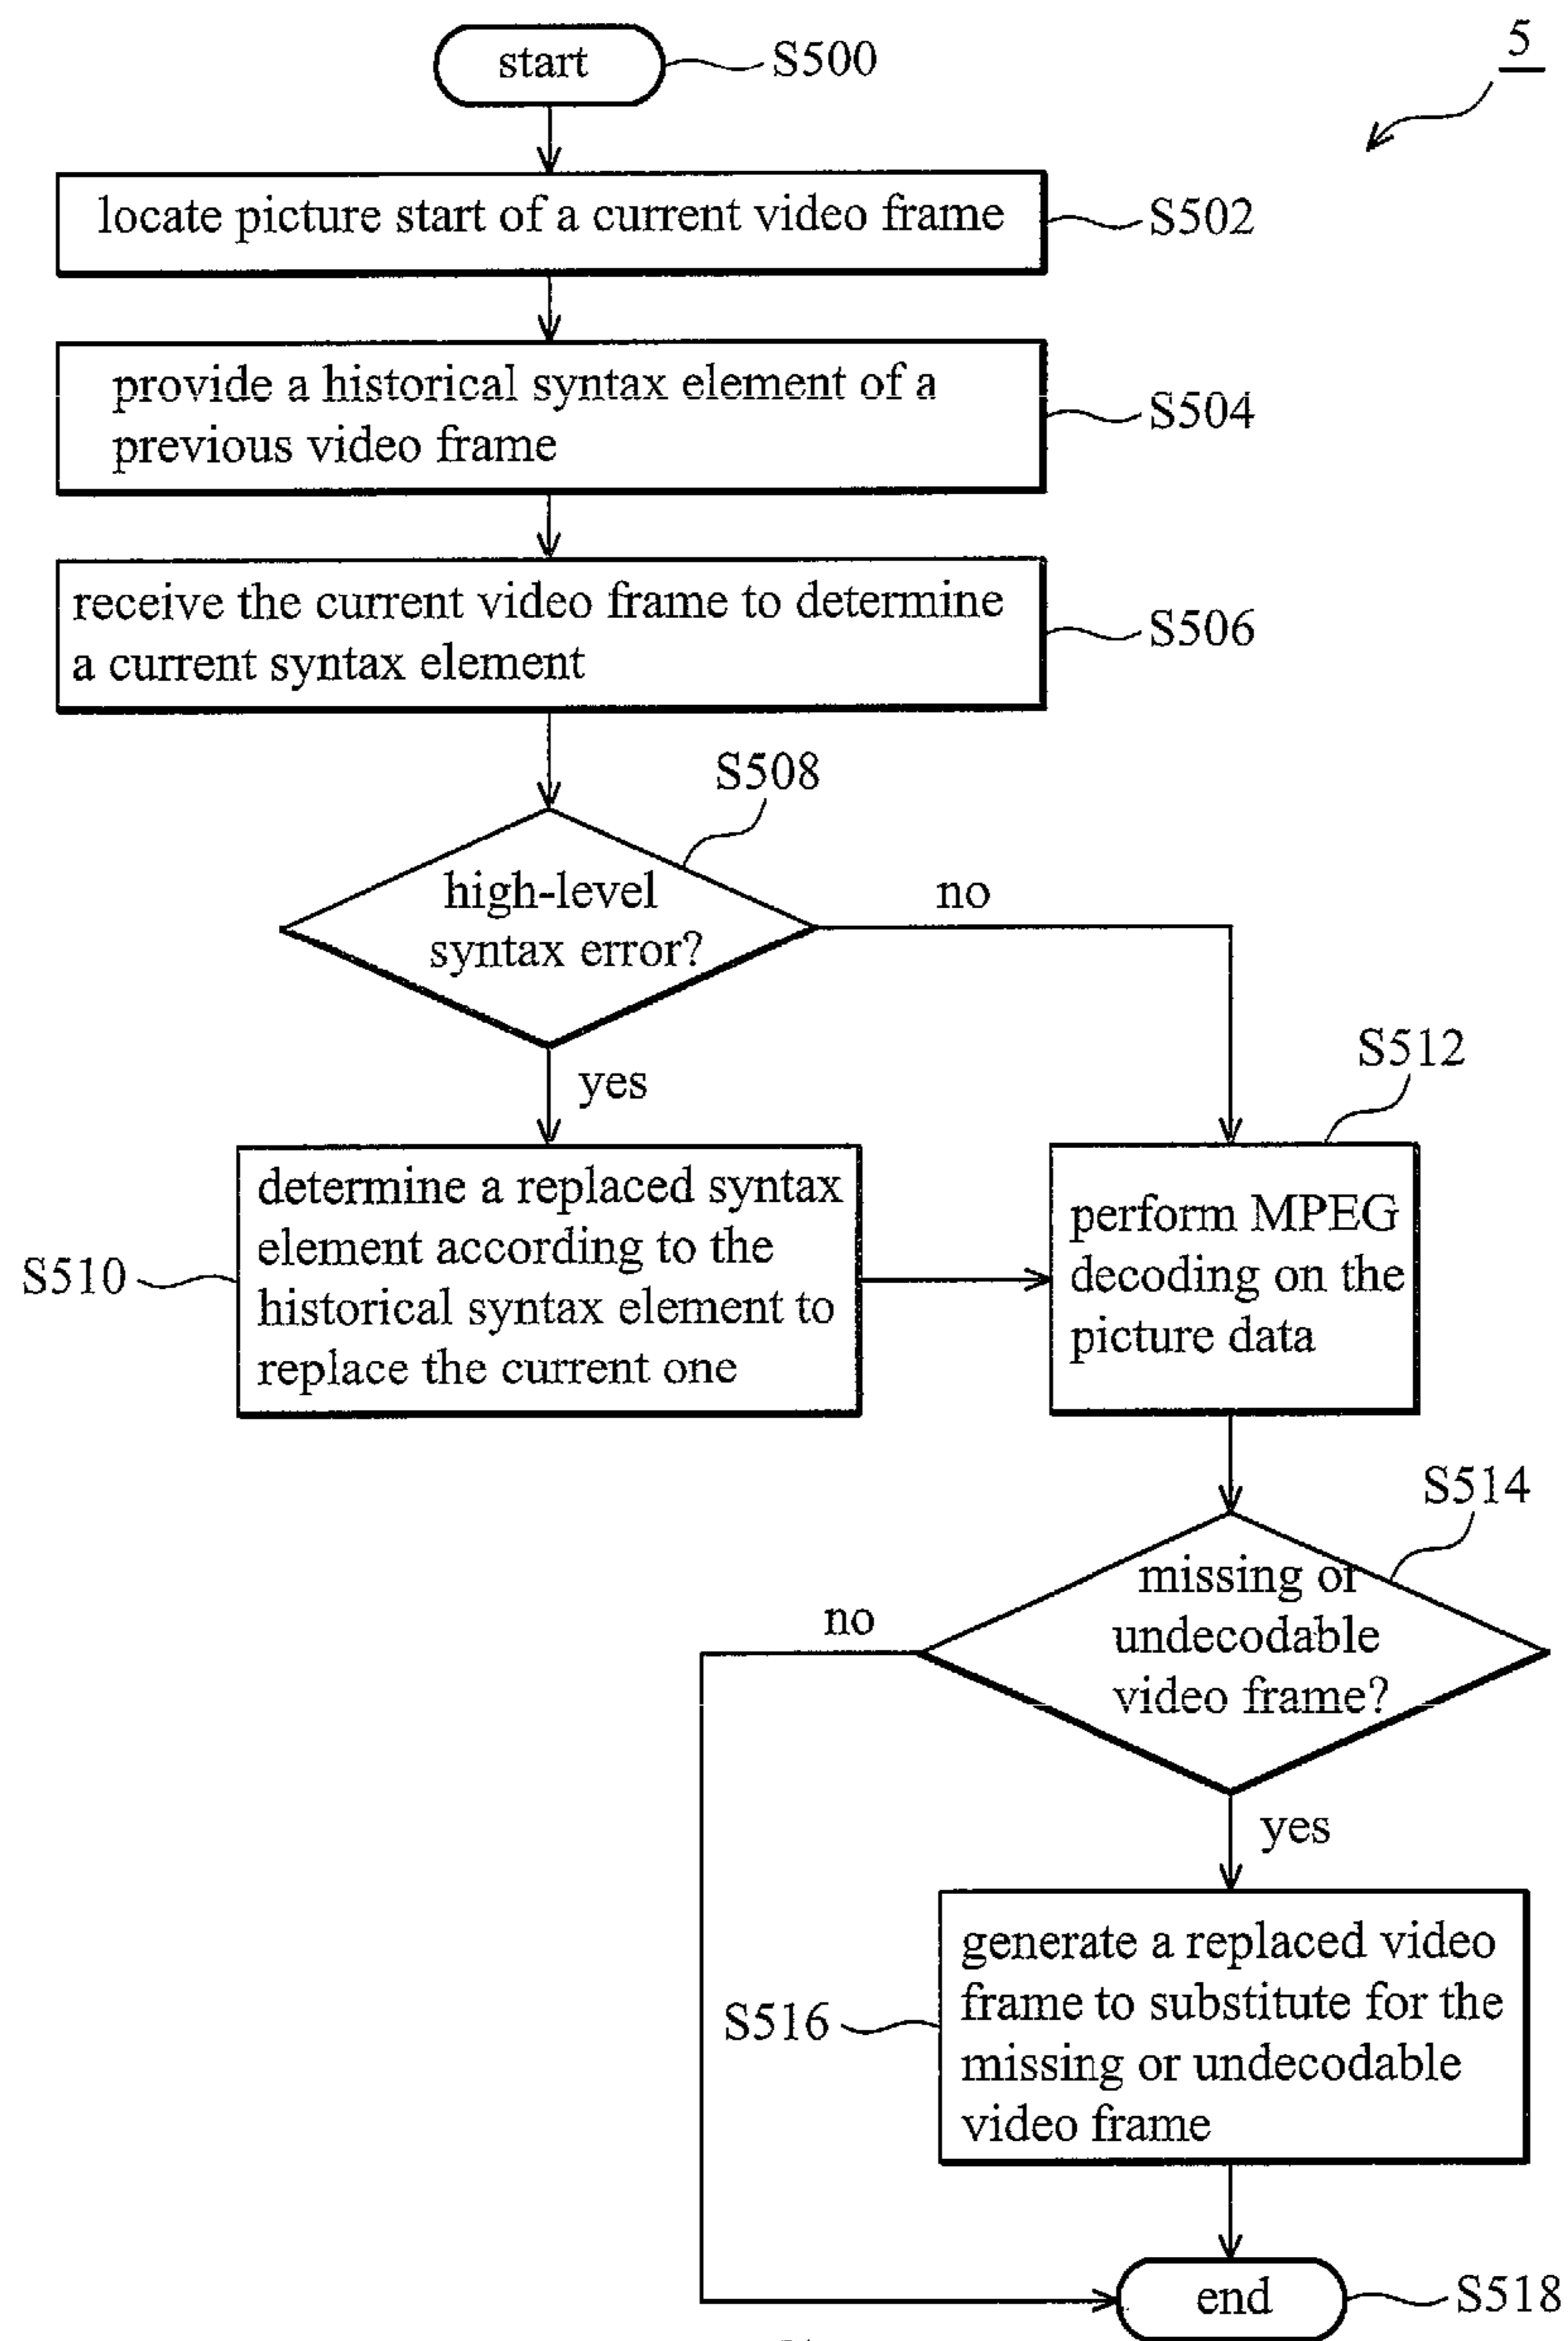 5
start
S500
locate picture start of a current video frame
S502
provide a historical syntax element of a
previous video frame
S504
receive the current video frame to determine
a current syntax element
S506
S508
high-level
syntax error?
no
yes
S512
determine a replaced syntax
element according to the
historical syntax element to
replace the current one
S510
perform MPEG
decoding on the
picture data
S514
missing or
undecodable
video frame?
no
yes
generate a replaced video
frame to substitute for the
missing or undecodable
video frame
S516
end
S518